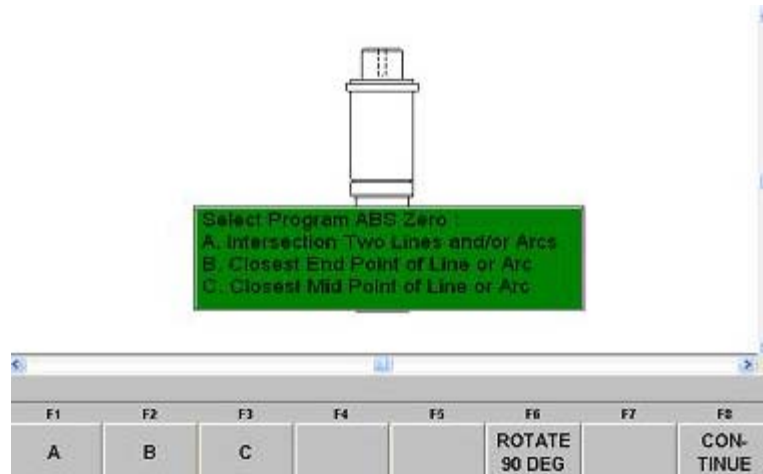 Select Program ABS Zero :
A. Intersection Two Lines and/or Arcs
B. Closest End Point of Line or Arc
C. Closest Mid Point of Line or Arc
F1 F2 F3 F4 F5 F6 F7 F8
A B C ROTATE 90 DEG CON-TINUE